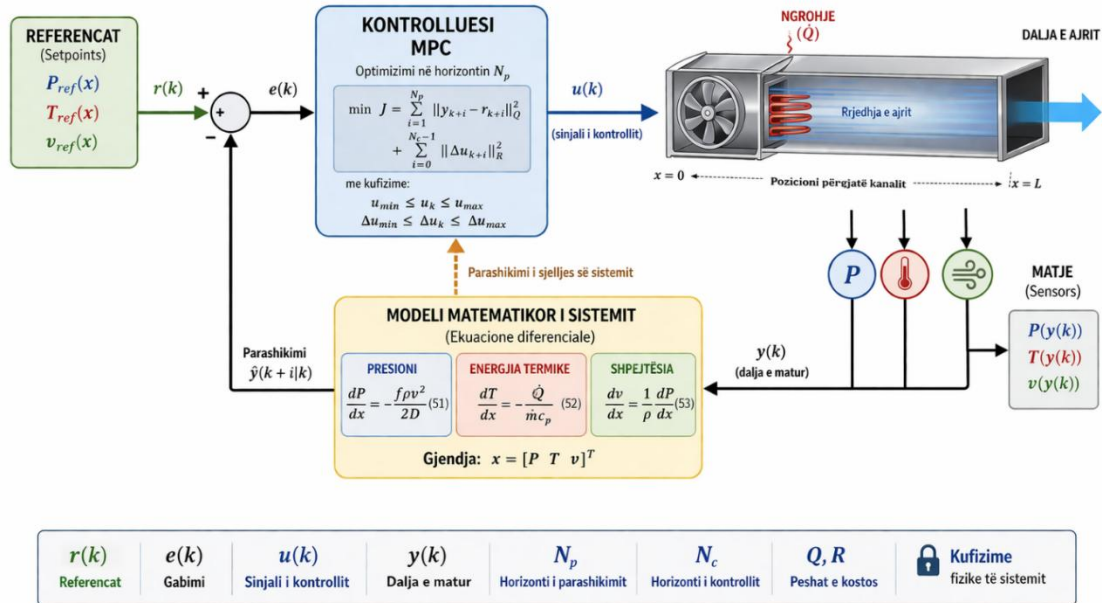 REFERENCAT
(Setpoints)
P_ref(x)
T_ref(x)
v_ref(x)
r(k)
+
−
+
e(k)
KONTROLLUESI
MPC
Optimizimi në horizontin N_p
min J = ∑_{i=1}^{N_p} ||y_{k+i} − r_{k+i}||²_Q
+ ∑_{i=0}^{N_c−1} ||Δu_{k+i}||²_R
me kufizime:
u_min ≤ u_k ≤ u_max
Δu_min ≤ Δu_k ≤ Δu_max
u(k)
(sinjali i kontrollit)
NGROHJE
(Q̇)
DALJA E AJRIT
Rrjedhja e ajrit
x = 0
Pozicioni përgjatë kanalit
x = L
Parashikimi i sjelljes së sistemit
P
MATJE
(Sensors)
P(y(k))
T(y(k))
v(y(k))
y(k)
(dalja e matur)
Parashikimi
ŷ(k + i|k)
MODELI MATEMATIKOR I SISTEMIT
(Ekuacione diferenciale)
PRESIONI
dP/dx = − fρv²/2D (51)
ENERGJIA TERMIKE
dT/dx = − Q̇/ṁc_p (52)
SHPEJTËSIA
dv/dx = 1/ρ dP/dx (53)
Gjendja: x = [P T v]^T
r(k)
Referencat
e(k)
Gabimi
u(k)
Sinjali i kontrollit
y(k)
Dalja e matur
N_p
Horizonti i parashikimit
N_c
Horizonti i kontrollit
Q, R
Peshat e kostos
Kufizime
fizike të sistemit